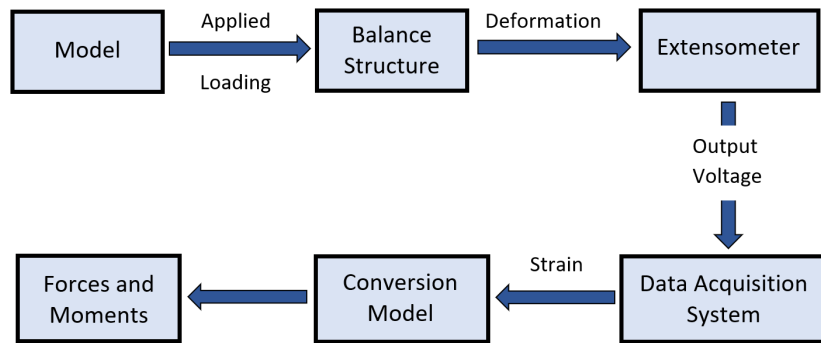 Model
Applied
Loading
Balance
Structure
Deformation
Extensometer
Output
Voltage
Data Acquisition
System
Strain
Conversion
Model
Forces and
Moments